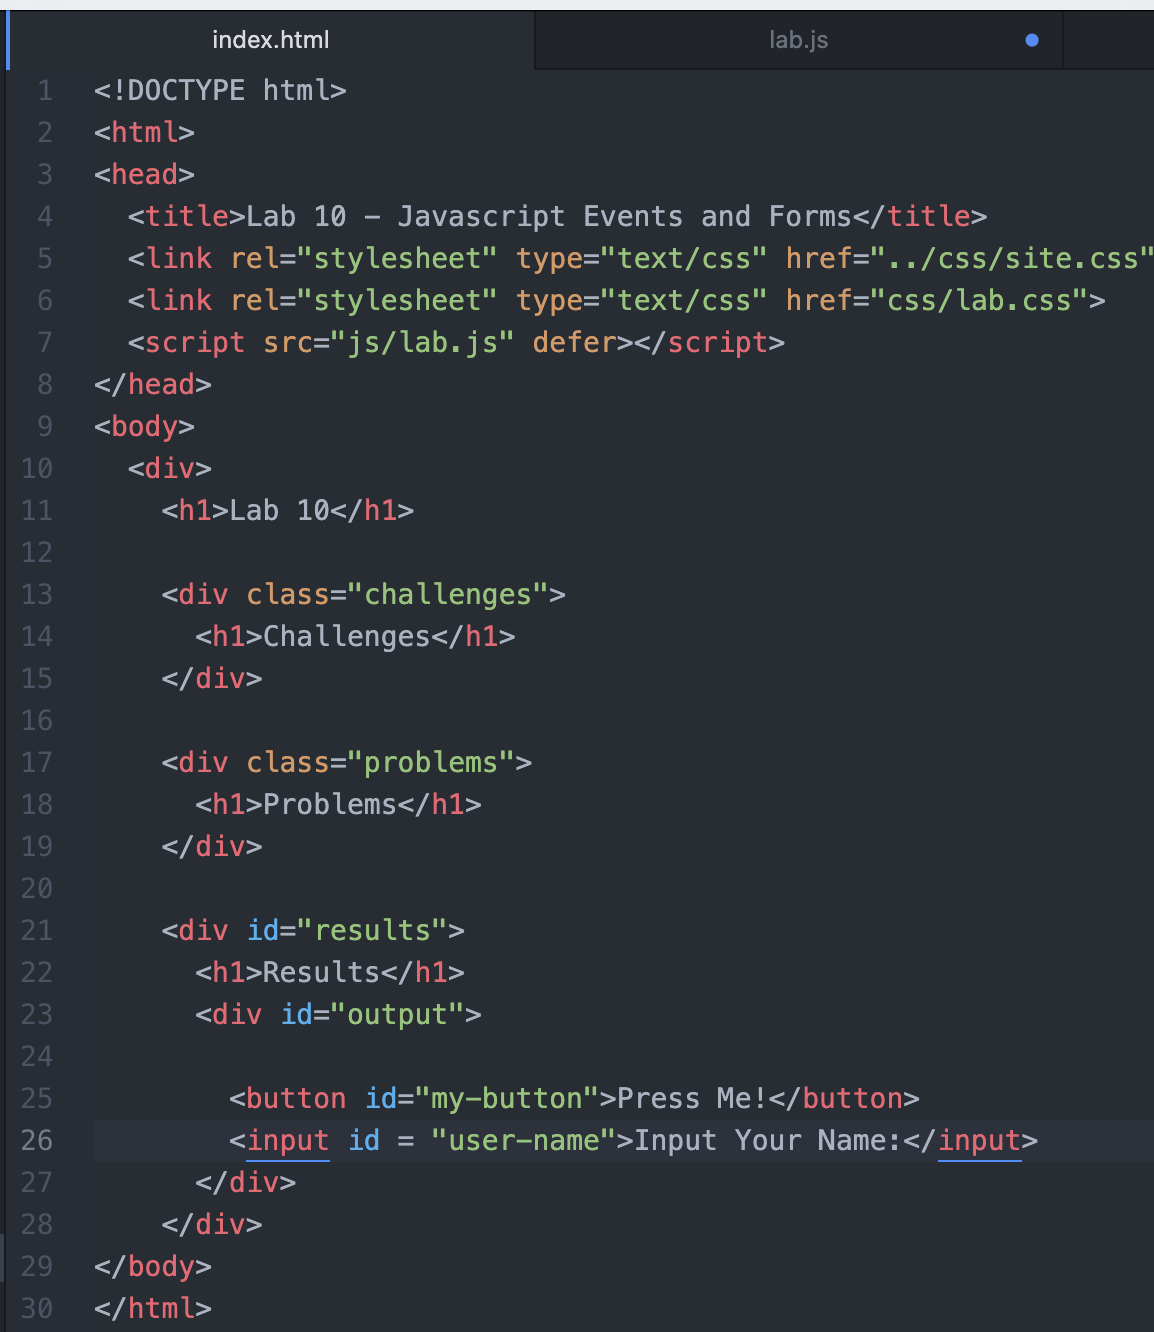 index.html
lab.js
1 <!DOCTYPE html>
2 <html>
3 <head>
4   <title>Lab 10 – Javascript Events and Forms</title>
5   <link rel="stylesheet" type="text/css" href="../css/site.css"
6   <link rel="stylesheet" type="text/css" href="css/lab.css">
7   <script src="js/lab.js" defer></script>
8 </head>
9 <body>
10   <div>
11     <h1>Lab 10</h1>
12
13     <div class="challenges">
14       <h1>Challenges</h1>
15     </div>
16
17     <div class="problems">
18       <h1>Problems</h1>
19     </div>
20
21     <div id="results">
22       <h1>Results</h1>
23       <div id="output">
24
25         <button id="my-button">Press Me!</button>
26         <input id = "user-name">Input Your Name:</input>
27       </div>
28     </div>
29 </body>
30 </html>